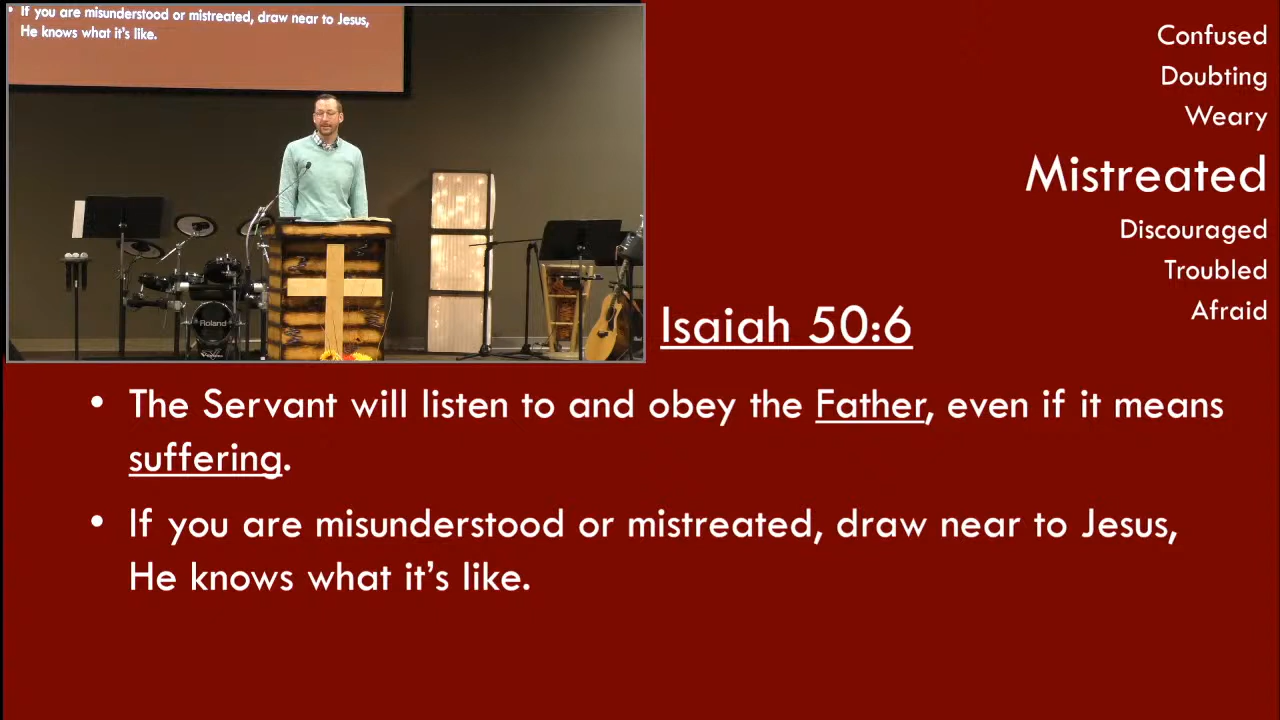 If you are misunderstood or mistreated, draw near to Jesus,
He knows what it's like.
Roland
Confused
Doubting
Weary
Mistreated
Discouraged
Troubled
Afraid
Isaiah 50:6
• The Servant will listen to and obey the Father, even if it means
suffering.
• If you are misunderstood or mistreated, draw near to Jesus,
He knows what it’s like.